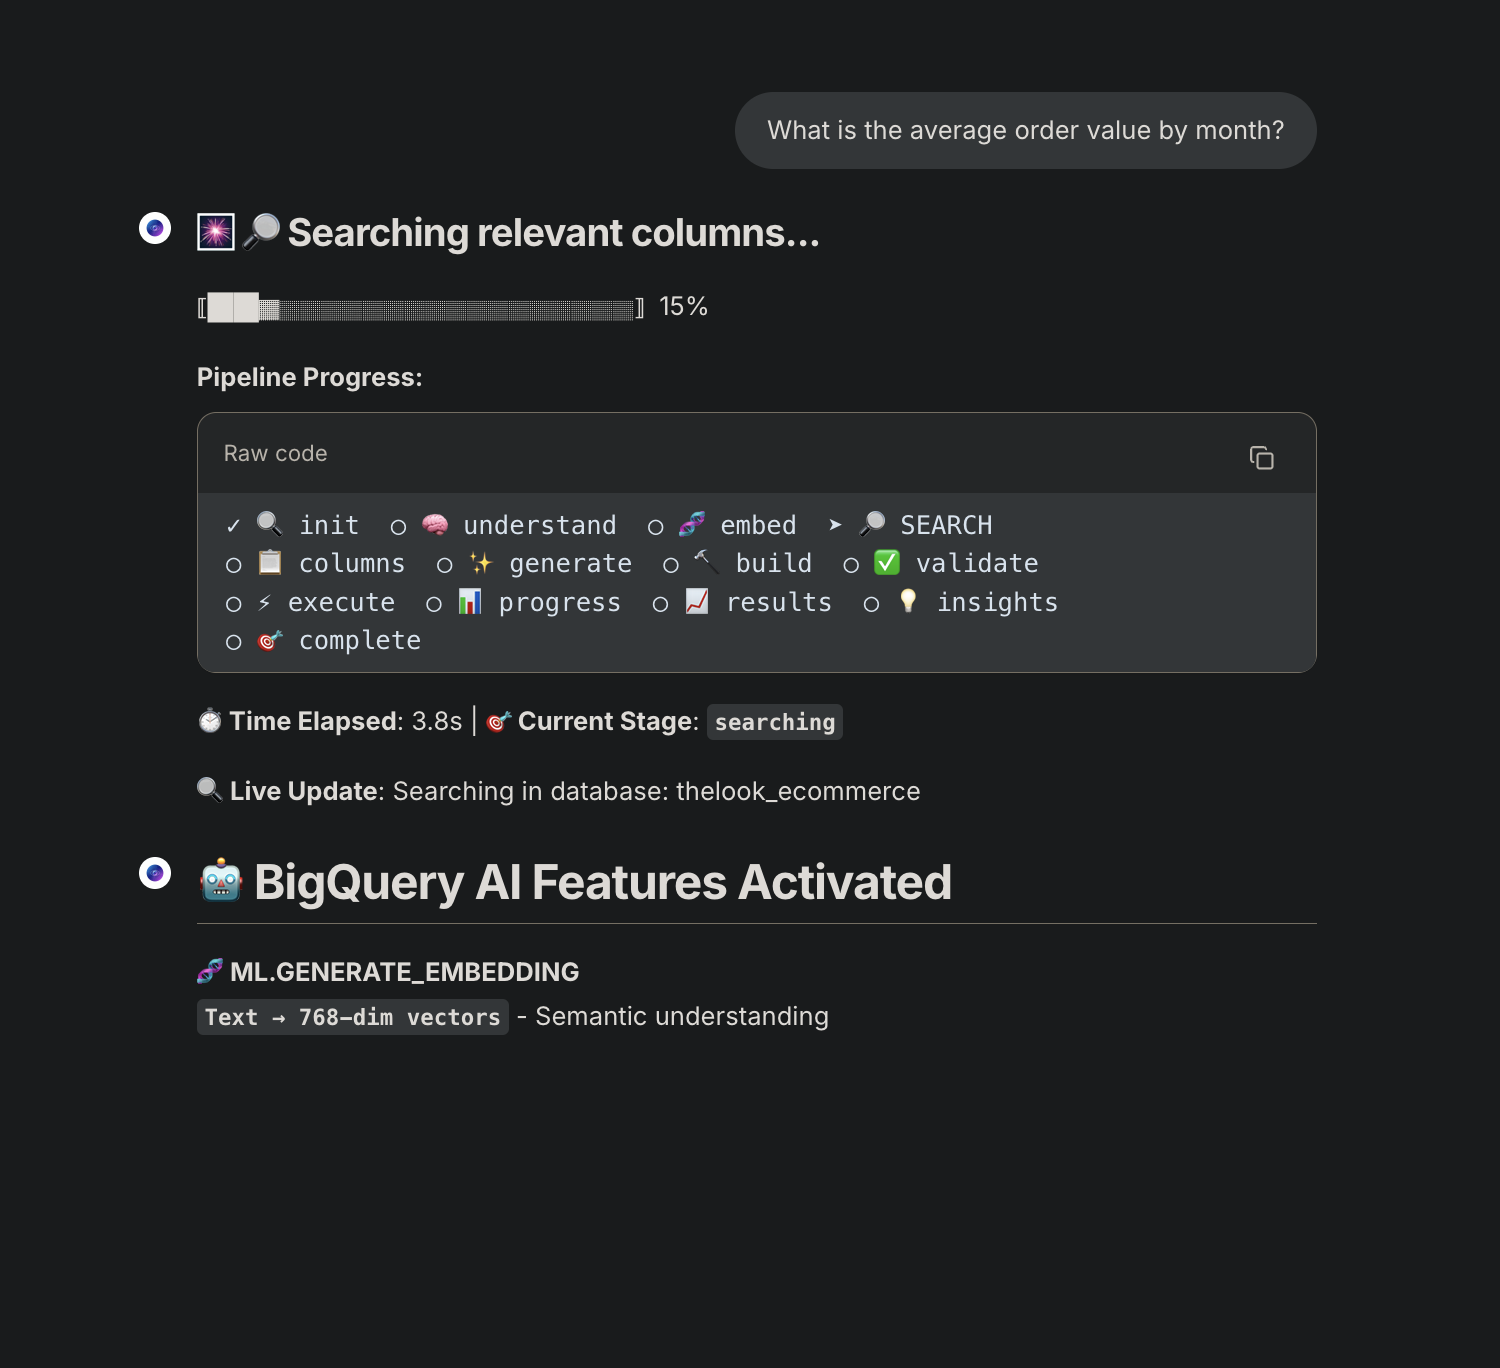 What is the average order value by month?
🎆🔎 Searching relevant columns...
⟦██▓▒▒▒▒▒▒▒▒▒▒▒▒▒▒▒▒▒⟧ 15%
Pipeline Progress:
Raw code
✓ 🔍 init ○ 🧠 understand ○ 🧬 embed ➤ 🔎 SEARCH
○ 📋 columns ○ ✨ generate ○ 🔨 build ○ ✅ validate
○ ⚡ execute ○ 📊 progress ○ 📈 results ○ 💡 insights
○ 🎯 complete
⏱️ Time Elapsed: 3.8s | 🎯 Current Stage: searching
🔍 Live Update: Searching in database: thelook_ecommerce
🤖 BigQuery AI Features Activated
🧬 ML.GENERATE_EMBEDDING
Text → 768-dim vectors - Semantic understanding